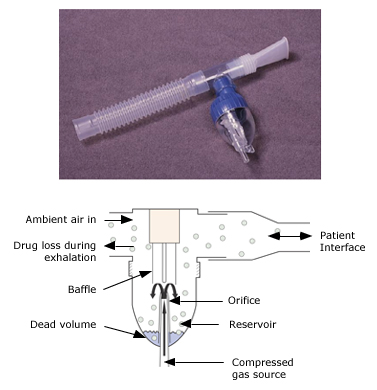 Ambient air in
Drug loss during
exhalation
Patient
Interface
Baffle
Orifice
Dead volume
Reservoir
Compressed
gas source